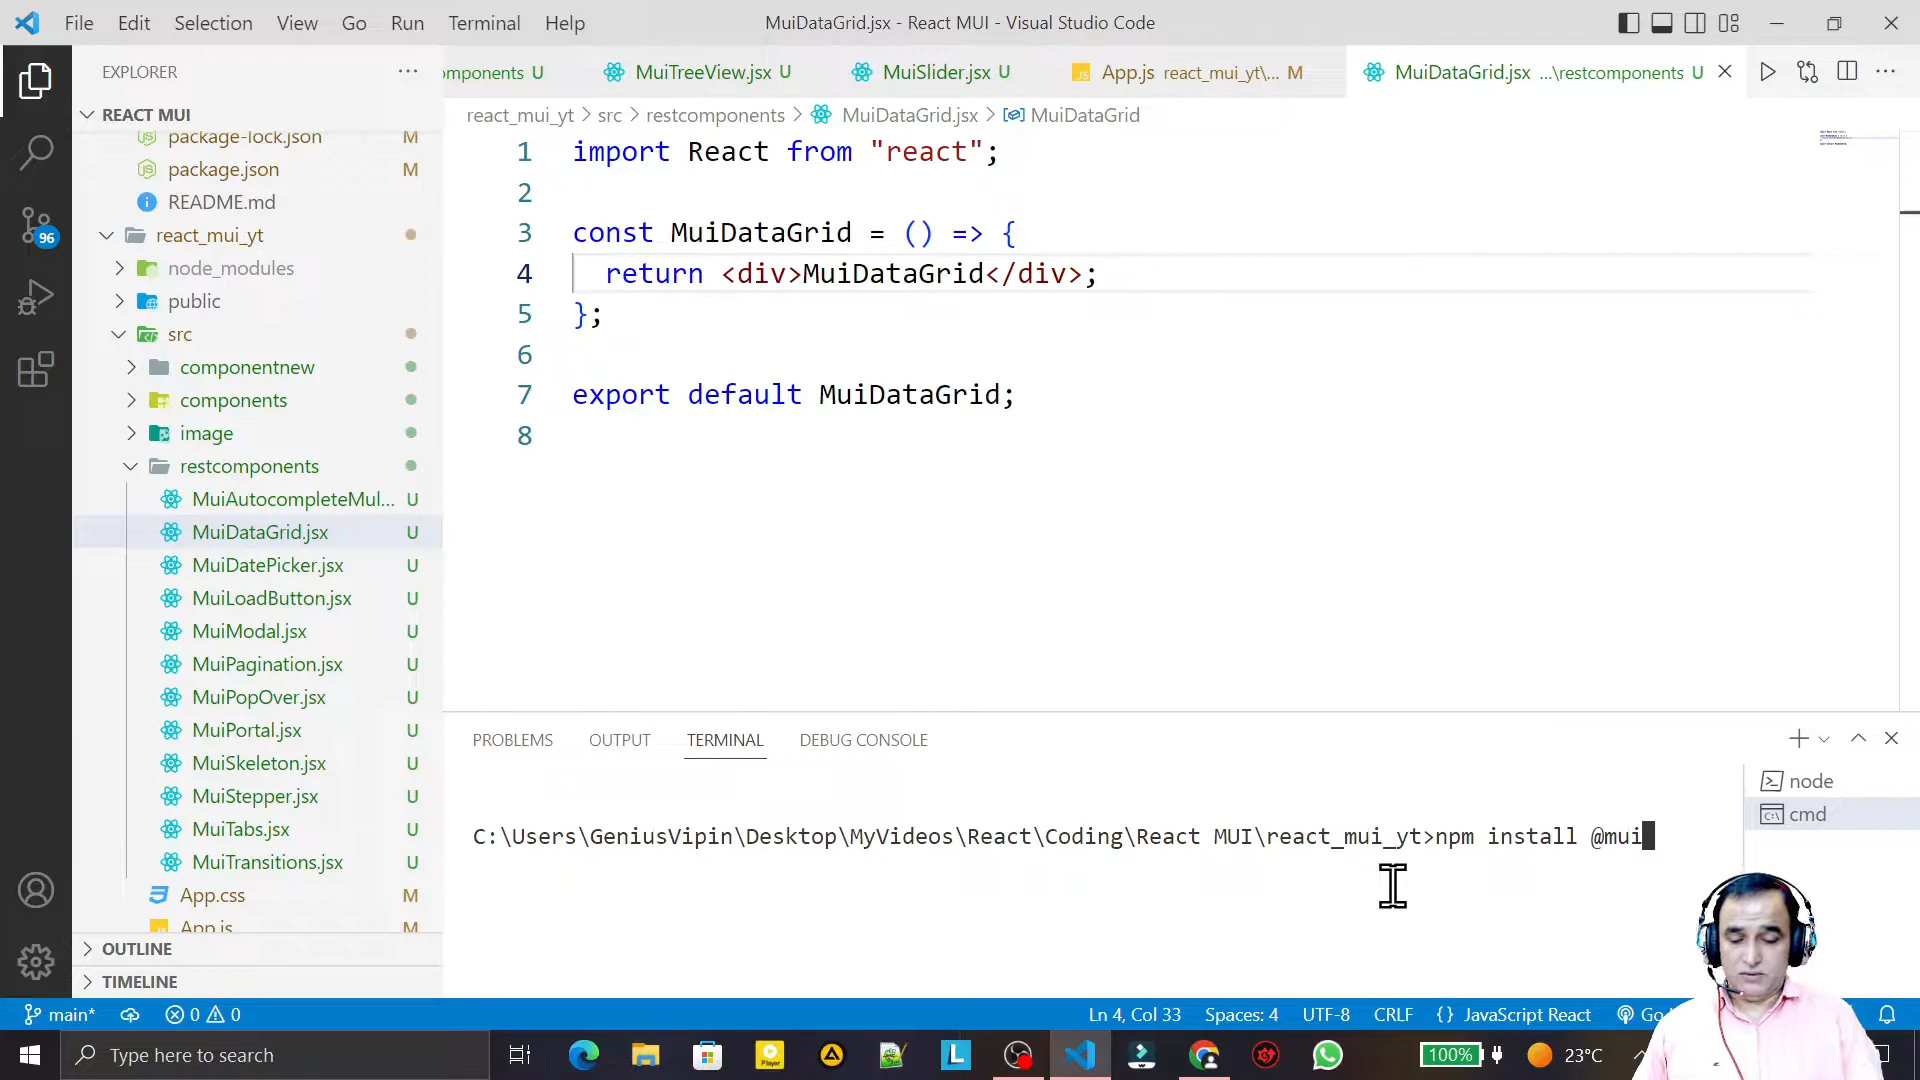 File Edit Selection View Go Run Terminal Help
MuiDataGrid.jsx - React MUI - Visual Studio Code
EXPLORER
omponents U
MuiTreeView.jsx U
MuiSlider.jsx U
App.js react_mui_yt\... M
MuiDataGrid.jsx ...\restcomponents U
REACT MUI
package-lock.json M
package.json M
README.md
react_mui_yt
node_modules
public
src
componentnew
components
image
restcomponents
MuiAutocompleteMul... U
MuiDataGrid.jsx U
MuiDatePicker.jsx U
MuiLoadButton.jsx U
MuiModal.jsx U
MuiPagination.jsx U
MuiPopOver.jsx U
MuiPortal.jsx U
MuiSkeleton.jsx U
MuiStepper.jsx U
MuiTabs.jsx U
MuiTransitions.jsx U
App.css M
App.js M
OUTLINE
TIMELINE
96
react_mui_yt > src > restcomponents > MuiDataGrid.jsx > MuiDataGrid
1 import React from "react";
2
3 const MuiDataGrid = () => {
4 return <div>MuiDataGrid</div>;
5 };
6
7 export default MuiDataGrid;
8
PROBLEMS OUTPUT TERMINAL DEBUG CONSOLE
C:\Users\GeniusVipin\Desktop\MyVideos\React\Coding\React MUI\react_mui_yt>npm install @mui
node
cmd
main* 0 0
Ln 4, Col 33 Spaces: 4 UTF-8 CRLF {} JavaScript React
Type here to search
Player
L
100%
23°C